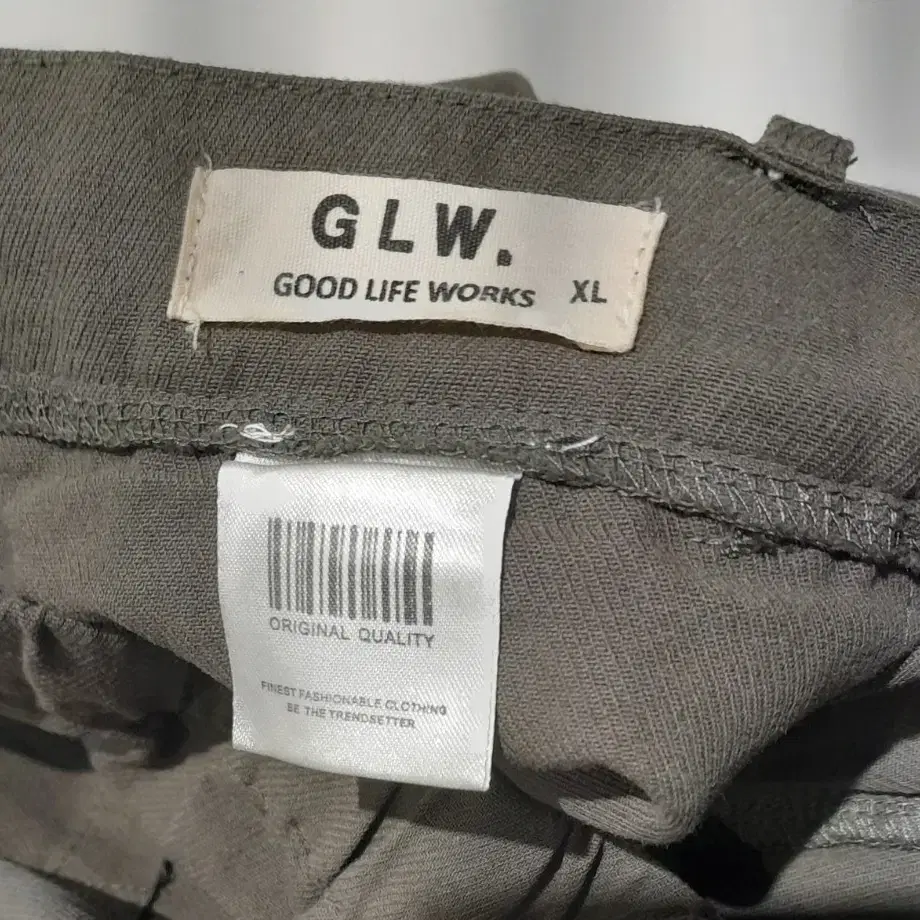 GLW.
GOOD LIFE WORKS XL
ORIGINAL QUALITY
FINEST FASHIONABLE CLOTHING
BE THE TRENDSETTER